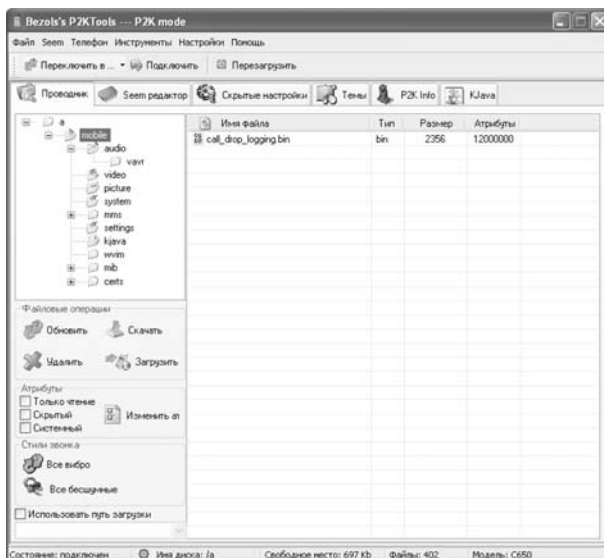 Bezols's P2KTools --- P2K mode
Файл Seem Телефон Инструменты Настройки Помощь
Переключить в ... Подключить Перезагрузить
Проводник Seem редактор Скрытые настройки Темы P2K Info KJava
a
mobile
audio
vavr
video
picture
system
mms
settings
kjava
wvim
mib
certs
Имя файла Тип Размер Атрибуты
call_drop_logging.bin bin 2356 12000000
Файловые операции
Обновить Скачать
Удалить Загрузить
Атрибуты
Только чтение
Скрытый
Системный
Изменить ат
Стили звонка
Все вибро
Все бесшумные
Использовать путь загрузки
Состояние: подключен Имя диска: /a Свободное место: 697 Kb Файлы: 402 Модель: C650